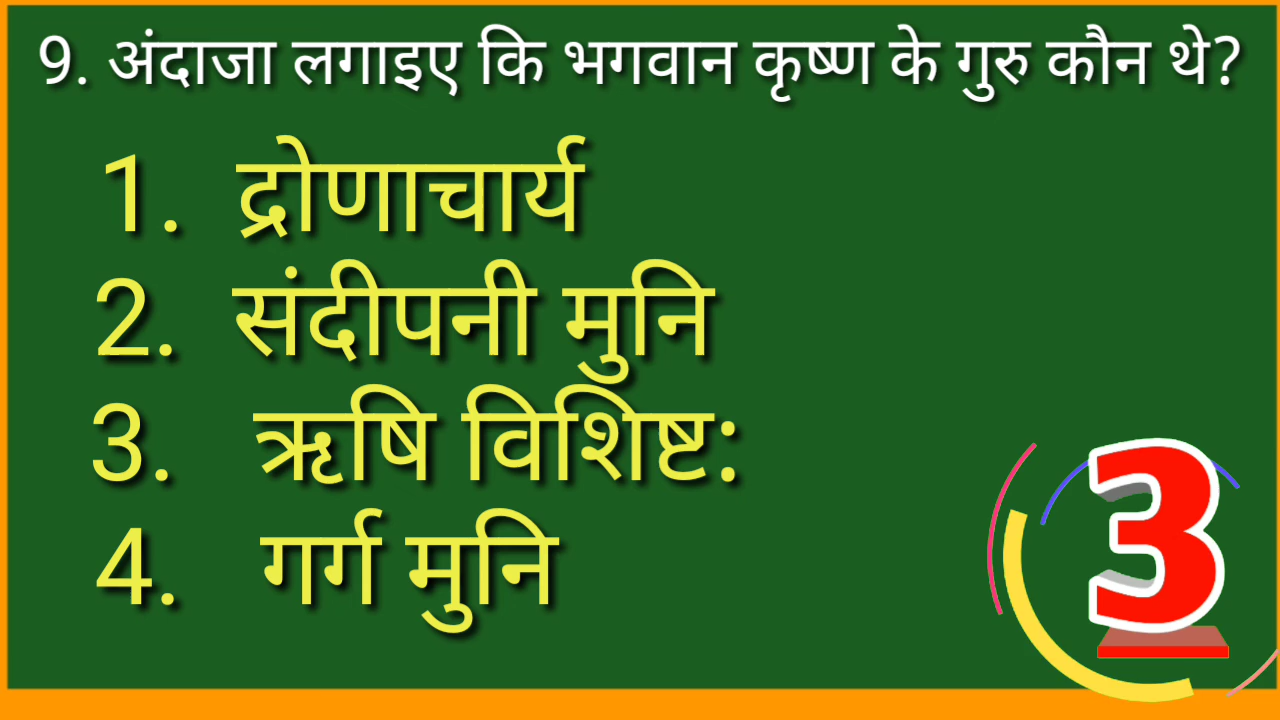 9. अंदाजा लगाइए कि भगवान कृष्ण के गुरु कौन थे?
1. द्रोणाचार्य
2. संदीपनी मुनि
3. ऋषि विशिष्ट:
4. गर्ग मुनि
3